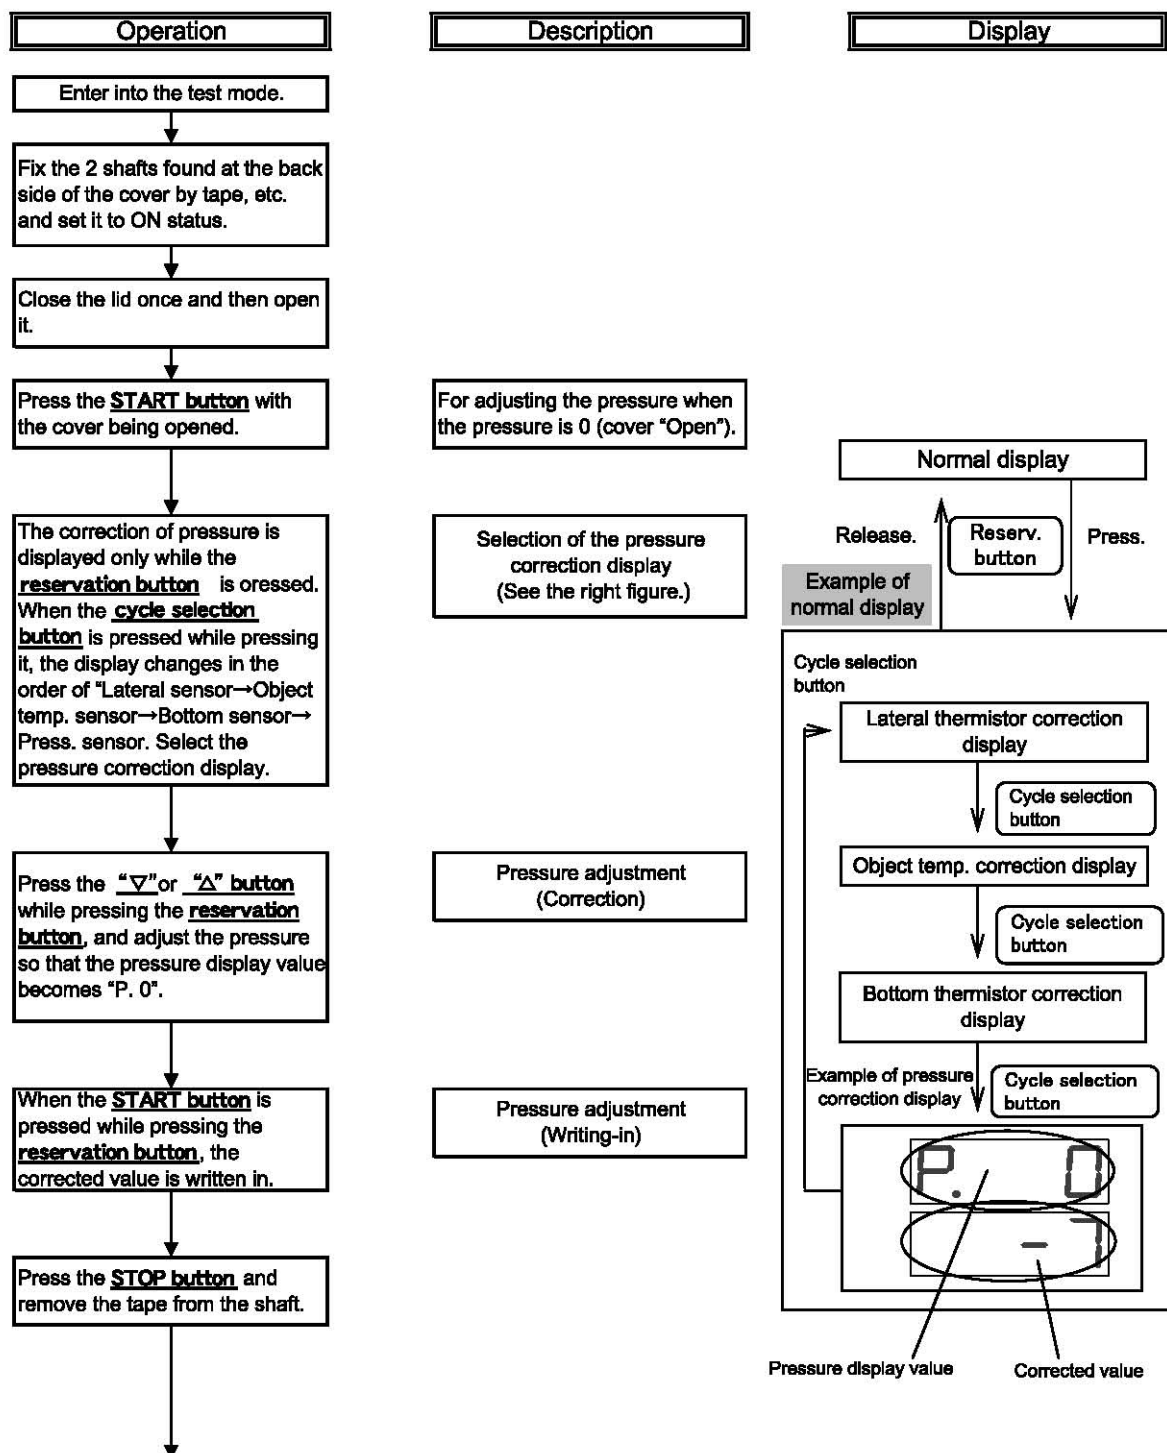 Operation
Description
Display
Enter into the test mode.
Fix the 2 shafts found at the back
side of the cover by tape, etc.
and set it to ON status.
Close the lid once and then open
it.
Press the START button with
the cover being opened.
For adjusting the pressure when
the pressure is 0 (cover “Open”).
The correction of pressure is
displayed only while the
reservation button is oressed.
When the cycle selection
button is pressed while pressing
it, the display changes in the
order of “Lateral sensor→Object
temp. sensor→Bottom sensor→
Press. sensor. Select the
pressure correction display.
Selection of the pressure
correction display
(See the right figure.)
Press the “▽”or “△” button
while pressing the reservation
button, and adjust the pressure
so that the pressure display value
becomes “P. 0”.
Pressure adjustment
(Correction)
When the START button is
pressed while pressing the
reservation button, the
corrected value is written in.
Pressure adjustment
(Writing-in)
Press the STOP button and
remove the tape from the shaft.
Normal display
Release.
Reserv.
button
Press.
Example of
normal display
Cycle selection
button
Lateral thermistor correction
display
Cycle selection
button
Object temp. correction display
Cycle selection
button
Bottom thermistor correction
display
Example of pressure
correction display
Cycle selection
button
P. 0
-7
Pressure display value
Corrected value